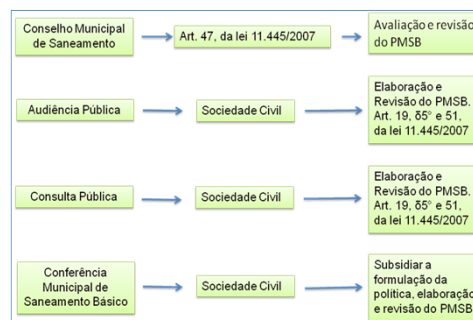 Conselho Municipal
de Saneamento
Art. 47, da lei 11.445/2007
Avaliação e revisão
do PMSB
Audiência Pública
Sociedade Civil
Elaboração e
Revisão do PMSB.
Art. 19, δ5° e 51,
da lei 11.445/2007
Consulta Pública
Sociedade Civil
Elaboração e
Revisão do PMSB.
Art. 19, δ5° e 51,
da lei 11.445/2007
Conferência
Municipal de
Saneamento Básico
Sociedade Civil
Subsidiar a
formulação da
política, elaboração
e revisão do PMSB